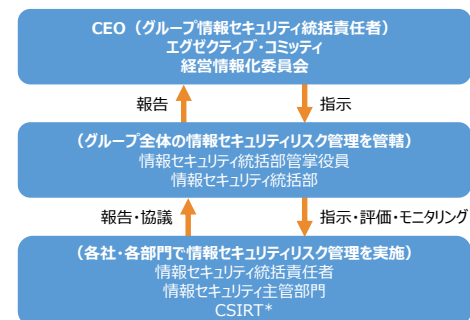 CEO（グループ情報セキュリティ統括責任者）
エグゼクティブ・コミッティ
経営情報化委員会
報告
指示
（グループ全体の情報セキュリティリスク管理を管轄）
情報セキュリティ統括部管掌役員
情報セキュリティ統括部
報告・協議
指示・評価・モニタリング
（各社・各部門で情報セキュリティリスク管理を実施）
情報セキュリティ統括責任者
情報セキュリティ主管部門
CSIRT*